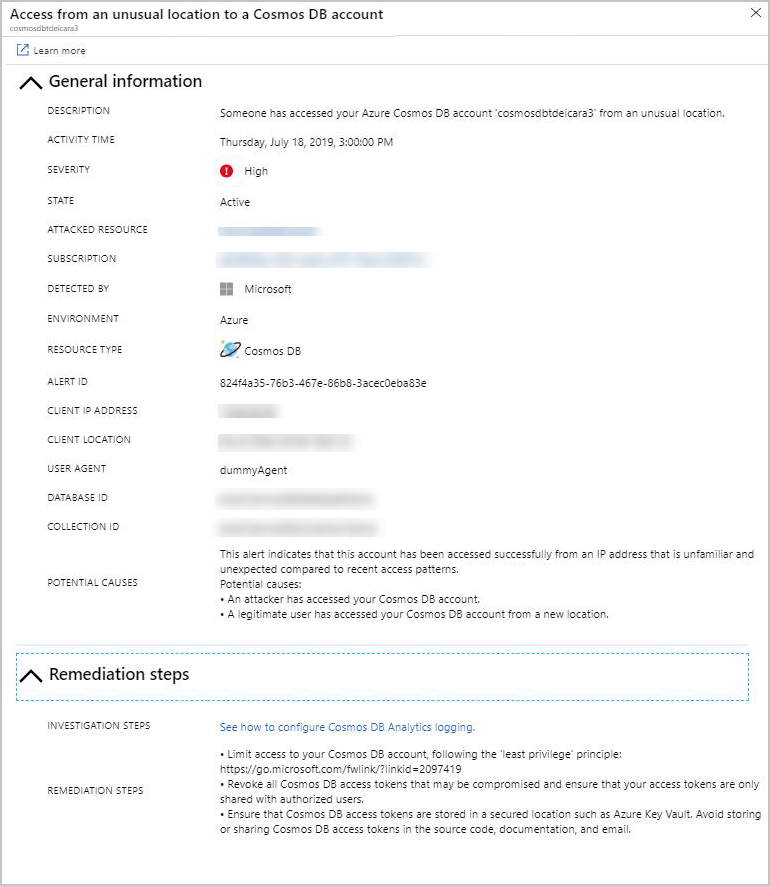 Access from an unusual location to a Cosmos DB account
cosmosdbtdeicara3
Learn more
General information
DESCRIPTION
Someone has accessed your Azure Cosmos DB account 'cosmosdbtdeicara3' from an unusual location.
ACTIVITY TIME
Thursday, July 18, 2019, 3:00:00 PM
SEVERITY
High
STATE
Active
ATTACKED RESOURCE
SUBSCRIPTION
DETECTED BY
Microsoft
ENVIRONMENT
Azure
RESOURCE TYPE
Cosmos DB
ALERT ID
824f4a35-76b3-467e-86b8-3acec0eba83e
CLIENT IP ADDRESS
CLIENT LOCATION
USER AGENT
dummyAgent
DATABASE ID
COLLECTION ID
POTENTIAL CAUSES
This alert indicates that this account has been accessed successfully from an IP address that is unfamiliar and
unexpected compared to recent access patterns.
Potential causes:
• An attacker has accessed your Cosmos DB account.
• A legitimate user has accessed your Cosmos DB account from a new location.
Remediation steps
INVESTIGATION STEPS
See how to configure Cosmos DB Analytics logging.
REMEDIATION STEPS
• Limit access to your Cosmos DB account, following the 'least privilege' principle:
https://go.microsoft.com/fwlink/?linkid=2097419
• Revoke all Cosmos DB access tokens that may be compromised and ensure that your access tokens are only
shared with authorized users.
• Ensure that Cosmos DB access tokens are stored in a secured location such as Azure Key Vault. Avoid storing
or sharing Cosmos DB access tokens in the source code, documentation, and email.